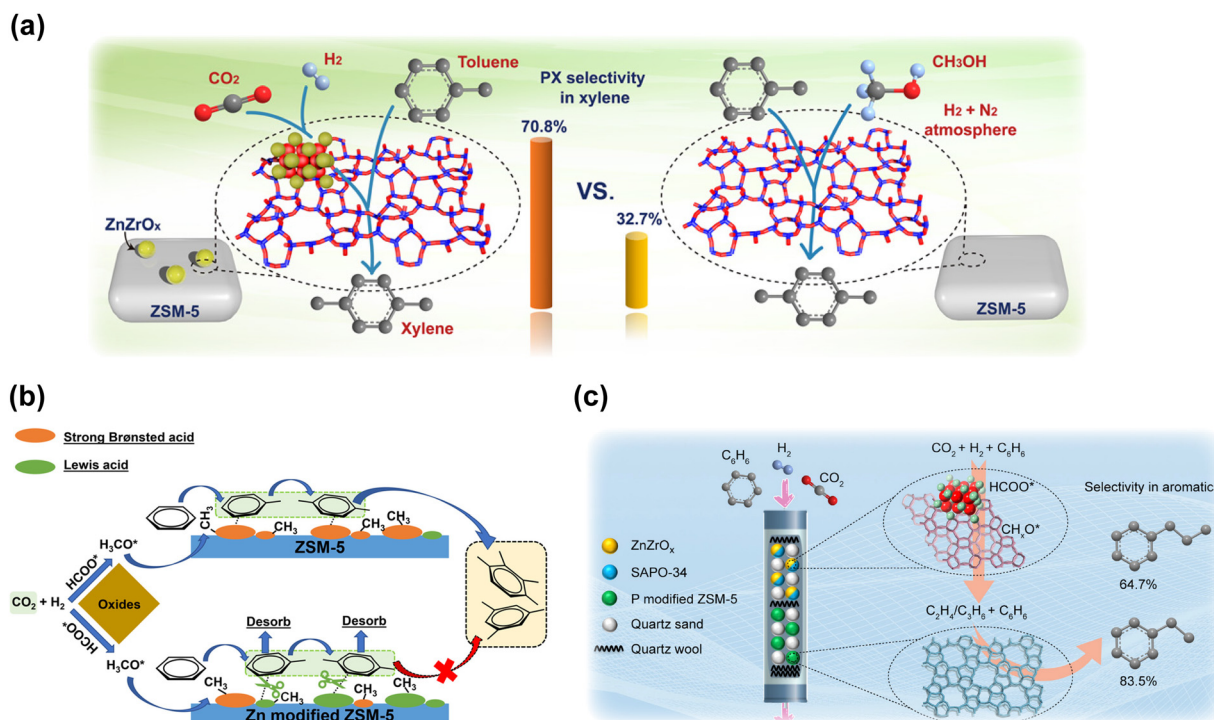 (a)
CO2
H2
Toluene
PX selectivity
in xylene
70.8%
VS.
32.7%
CH3OH
H2 + N2
atmosphere
ZnZrOx
ZSM-5
Xylene
ZSM-5
(b)
Strong Brønsted acid
Lewis acid
CH3
CH3
CH3
ZSM-5
H3CO*
HCOO*
CO2 + H2
Oxides
HCOO*
H3CO*
Desorb
Desorb
CH3
CH3
CH3
Zn modified ZSM-5
(c)
C6H6
H2
CO2
ZnZrOx
SAPO-34
P modified ZSM-5
Quartz sand
Quartz wool
CO2 + H2 + C6H6
HCOO*
CHxO*
C2H4/C3H6 + C6H6
Selectivity in aromatic
64.7%
83.5%